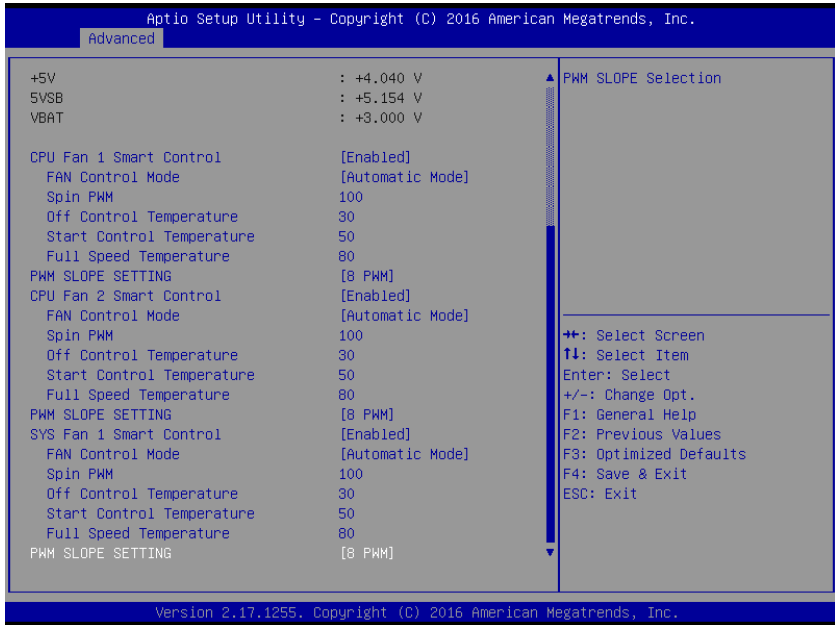 Aptio Setup Utility – Copyright (C) 2016 American Megatrends, Inc.
Advanced
+5V : +4.040 V
5VSB : +5.154 V
VBAT : +3.000 V
CPU Fan 1 Smart Control [Enabled]
FAN Control Mode [Automatic Mode]
Spin PWM 100
Off Control Temperature 30
Start Control Temperature 50
Full Speed Temperature 80
PWM SLOPE SETTING [8 PWM]
CPU Fan 2 Smart Control [Enabled]
FAN Control Mode [Automatic Mode]
Spin PWM 100
Off Control Temperature 30
Start Control Temperature 50
Full Speed Temperature 80
PWM SLOPE SETTING [8 PWM]
SYS Fan 1 Smart Control [Enabled]
FAN Control Mode [Automatic Mode]
Spin PWM 100
Off Control Temperature 30
Start Control Temperature 50
Full Speed Temperature 80
PWM SLOPE SETTING [8 PWM]
PWM SLOPE Selection
→←: Select Screen
↑↓: Select Item
Enter: Select
+/-: Change Opt.
F1: General Help
F2: Previous Values
F3: Optimized Defaults
F4: Save & Exit
ESC: Exit
Version 2.17.1255. Copyright (C) 2016 American Megatrends, Inc.